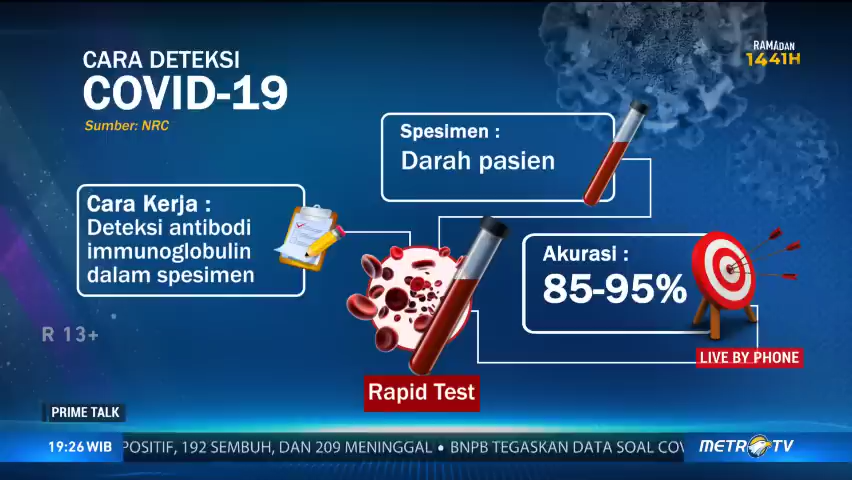 CARA DETEKSI
COVID-19
Sumber: NRC
RAMADAN
1441H
Spesimen :
Darah pasien
Cara Kerja :
Deteksi antibodi
immunoglobulin
dalam spesimen
Akurasi :
85-95%
R 13+
LIVE BY PHONE
Rapid Test
PRIME TALK
19:26 WIB
POSITIF, 192 SEMBUH, DAN 209 MENINGGAL • BNPB TEGASKAN DATA SOAL COV
METRO TV